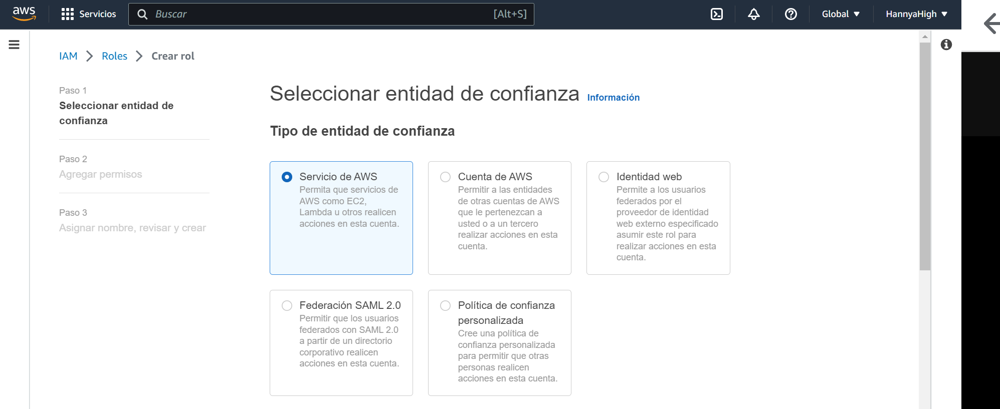 aws
Servicios
Buscar
[Alt+S]
Global
HannyaHigh
IAM
Roles
Crear rol
Paso 1
Seleccionar entidad de
confianza
Paso 2
Agregar permisos
Paso 3
Asignar nombre, revisar y crear
Seleccionar entidad de confianza Información
Tipo de entidad de confianza
Servicio de AWS
Permita que servicios de
AWS como EC2,
Lambda u otros realicen
acciones en esta cuenta.
Cuenta de AWS
Permitir a las entidades
de otras cuentas de AWS
que le pertenezcan a
usted o a un tercero
realizar acciones en esta
cuenta.
Identidad web
Permite a los usuarios
federados por el
proveedor de identidad
web externo especificado
asumir este rol para
realizar acciones en esta
cuenta.
Federación SAML 2.0
Permitir que los usuarios
federados con SAML 2.0
a partir de un directorio
corporativo realicen
acciones en esta cuenta.
Política de confianza
personalizada
Cree una política de
confianza personalizada
para permitir que otras
personas realicen
acciones en esta cuenta.